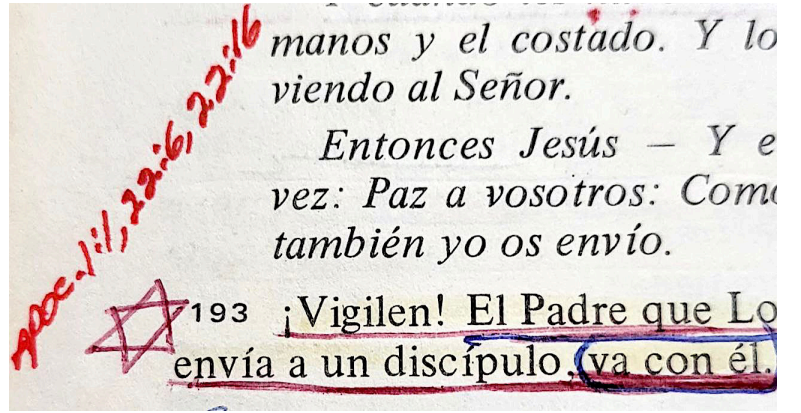 manos y el costado. Y lo
viendo al Señor.
Entonces Jesús – Y e
vez: Paz a vosotros: Como
también yo os envío.
193 ¡Vigilen! El Padre que Lo
envía a un discípulo, va con él.
APOC. 1:1, 22:6, 22:16